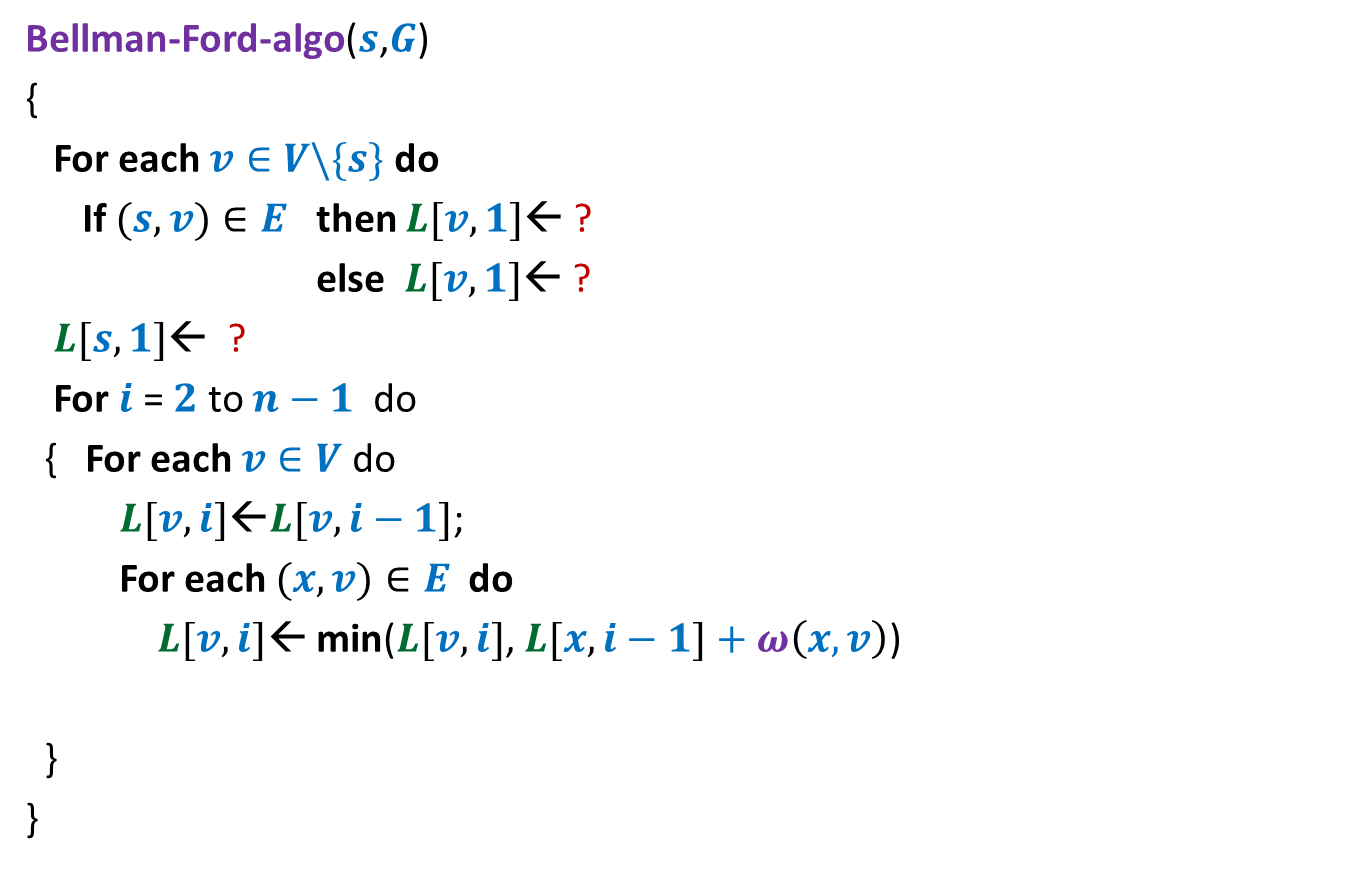 Bellman-Ford-algo(s,G)
{
For each v ∈ V\{s} do
If (s, v) ∈ E then L[v, 1]← ?
else L[v, 1]← ?
L[s, 1]← ?
For i = 2 to n − 1 do
{ For each v ∈ V do
L[v, i]←L[v, i − 1];
For each (x, v) ∈ E do
L[v, i]← min(L[v, i], L[x, i − 1] + ω(x, v))
}
}